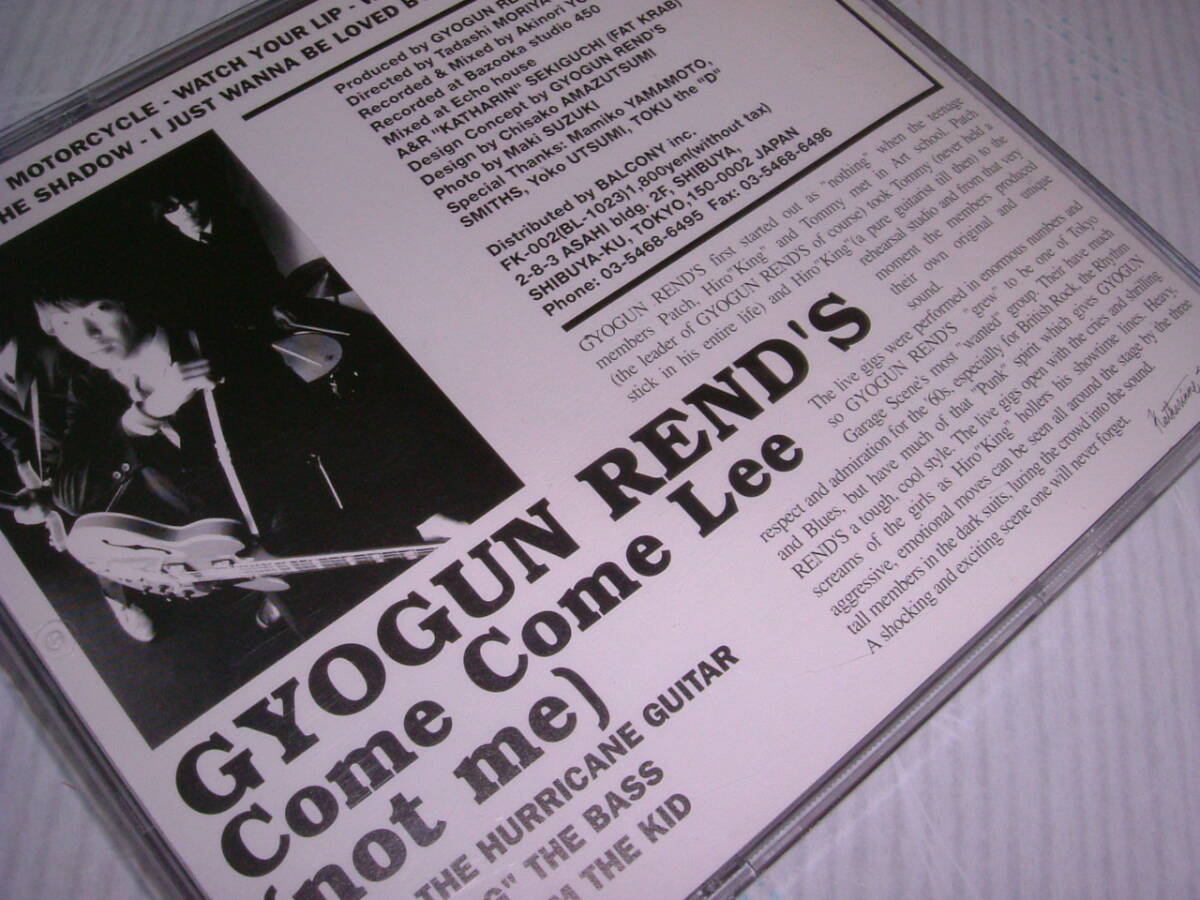 MOTORCYCLE - WATCH YOUR LIP -
HE SHADOW - I JUST WANNA BE LOVED B
Produced by GYOGUN RE
Directed by Tadashi MORIYA
Recorded & Mixed by Akinori YO
Recorded at Bazooka studio 450
Mixed at Echo house
A&R "KATHARIN" SEKIGUCHI (FAT KRAB)
Design Concept by GYOGUN REND'S
Design by Chisako AMAZUTSUMI
Photo by Maki SUZUKI
Special Thanks: Mamiko YAMAMOTO,
SMITHS, Yoko UTSUMI, TOKU the "D"
Distributed by BALCONY inc.
FK-002(BL-1023)1,800yen(without tax)
2-8-3 ASAHI bldg, 2F, SHIBUYA,
SHIBUYA-KU, TOKYO,150-0002 JAPAN
Phone: 03-5468-6495 Fax: 03-5468-6496
GYOGUN REND'S first started out as "nothing" when the teenage
members Patch, Hiro"King" and Tommy met in Art school. Patch
(the leader of GYOGUN REND'S of course) took Tommy (never held a
stick in his entire life) and Hiro"King"(a pure guitarist till then) to the
rehearsal studio and from that very
moment the members produced
their own original and unique
sound.
The live gigs were performed in enormous numbers and
so GYOGUN REND'S "grew" to be one of Tokyo
Garage Scene's most "wanted" group. Their have much
respect and admiration for the '60s, especially for British Rock, the Rhythm
and Blues, but have much of that "Punk" spirit which gives GYOGUN
REND'S a tough, cool style. The live gigs open with the cries and shrilling
screams of the girls as Hiro"King" hollers his showtime lines. Heavy,
aggressive, emotional moves can be seen all around the stage by the three
tall members in the dark suits, luring the crowd into the sound.
A shocking and exciting scene one will never forget.
GYOGUN REND'S
Come Come Come Lee
(not me)
THE HURRICANE GUITAR
G" THE BASS
M THE KID